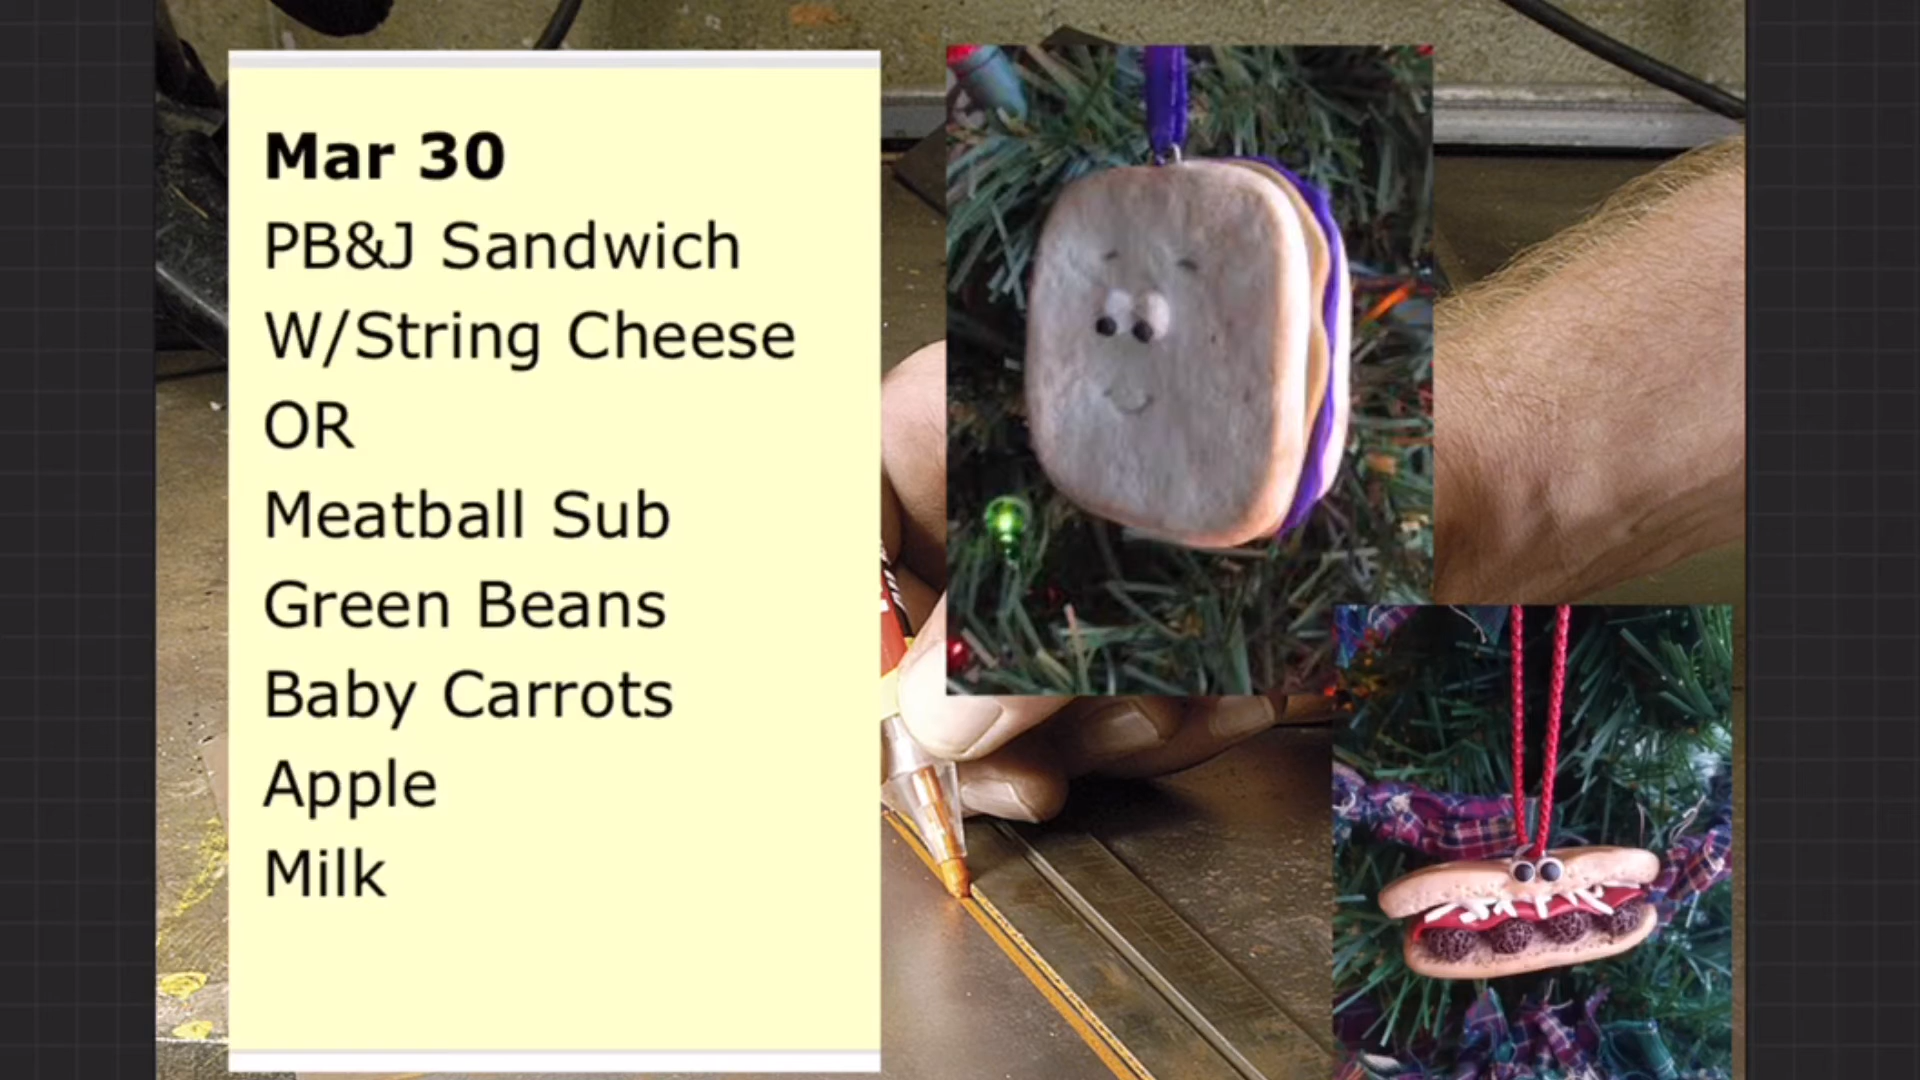 Mar 30
PB&J Sandwich
W/String Cheese
OR
Meatball Sub
Green Beans
Baby Carrots
Apple
Milk